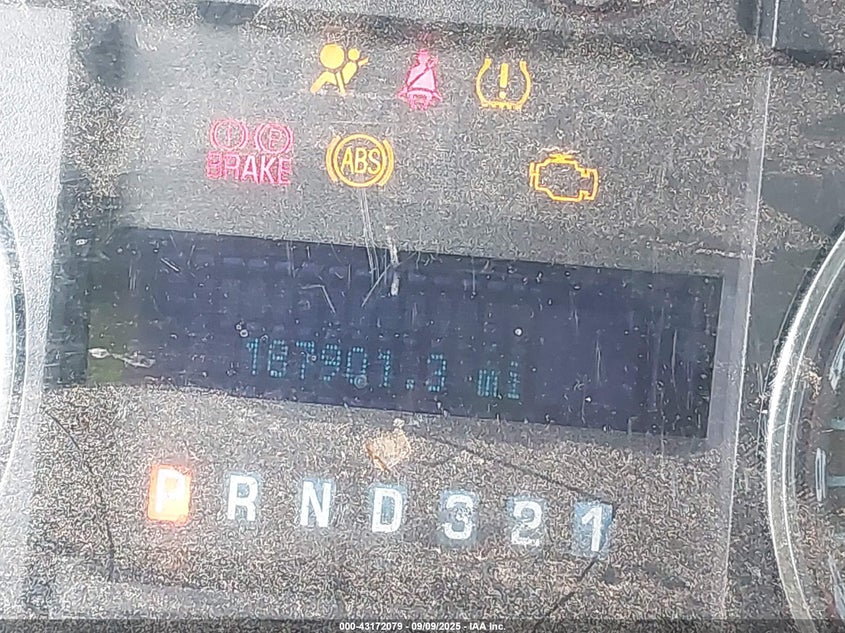 BRAKE ABS
187901.3 mi
P R N D 3 2 1
000-43172079 - 09/09/2025 - IAA Inc.